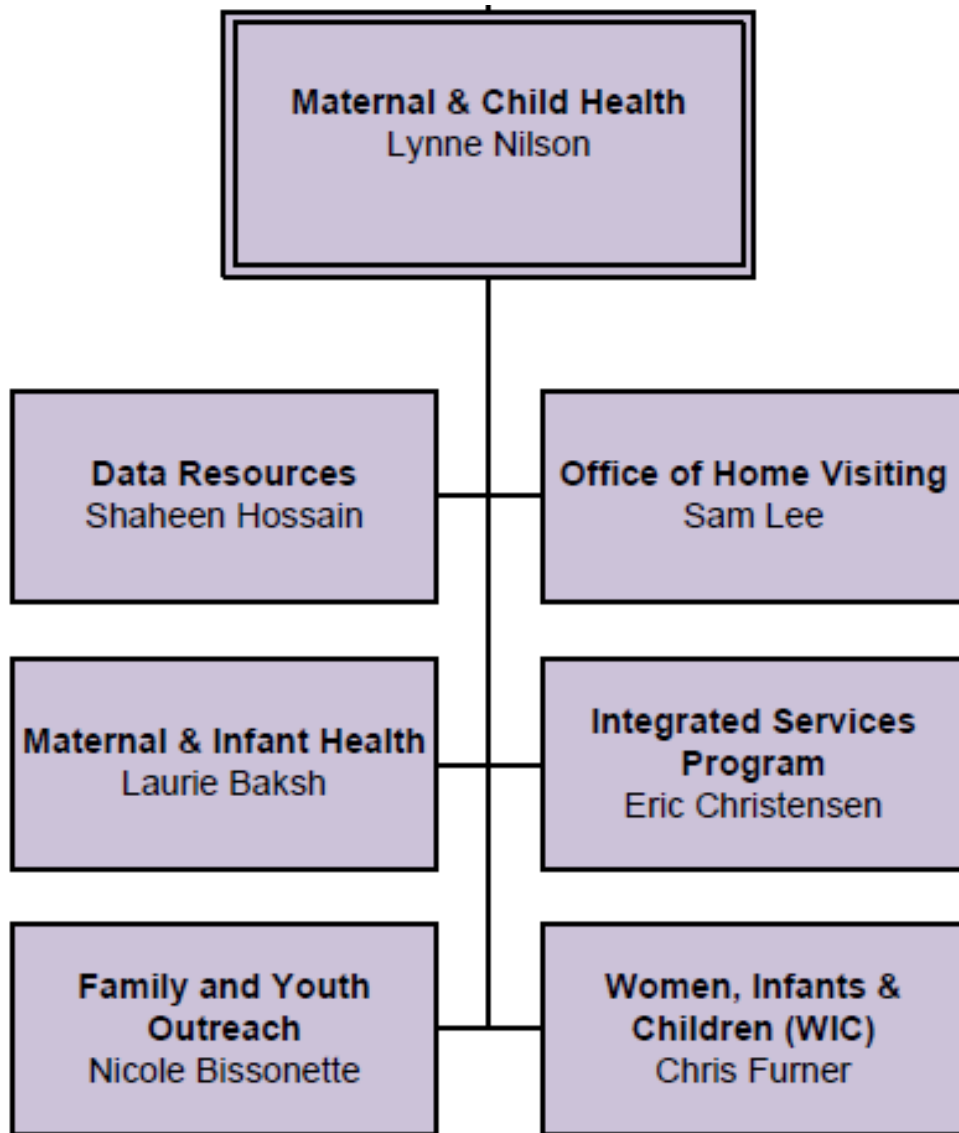 Maternal & Child Health
Lynne Nilson
Data Resources
Shaheen Hossain
Office of Home Visiting
Sam Lee
Maternal & Infant Health
Laurie Baksh
Integrated Services
Program
Eric Christensen
Family and Youth
Outreach
Nicole Bissonette
Women, Infants &
Children (WIC)
Chris Furner